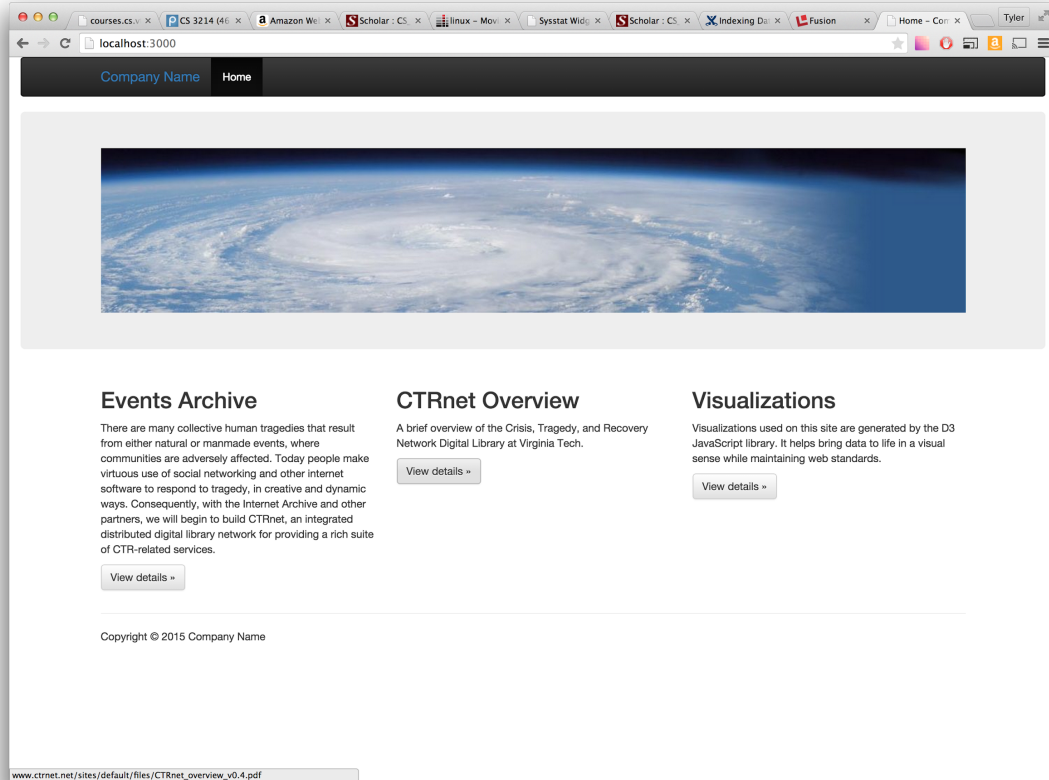 courses.cs.v
CS 3214 (46
Amazon Wel
Scholar : CS_
linux – Movi
Sysstat Widg
Scholar : CS_
Indexing Da
Fusion
Home – Com
Tyler
localhost:3000
Company Name
Home
Events Archive
There are many collective human tragedies that result
from either natural or manmade events, where
communities are adversely affected. Today people make
virtuous use of social networking and other internet
software to respond to tragedy, in creative and dynamic
ways. Consequently, with the Internet Archive and other
partners, we will begin to build CTRnet, an integrated
distributed digital library network for providing a rich suite
of CTR-related services.
View details »
CTRnet Overview
A brief overview of the Crisis, Tragedy, and Recovery
Network Digital Library at Virginia Tech.
View details »
Visualizations
Visualizations used on this site are generated by the D3
JavaScript library. It helps bring data to life in a visual
sense while maintaining web standards.
View details »
Copyright © 2015 Company Name
www.ctrnet.net/sites/default/files/CTRnet_overview_v0.4.pdf